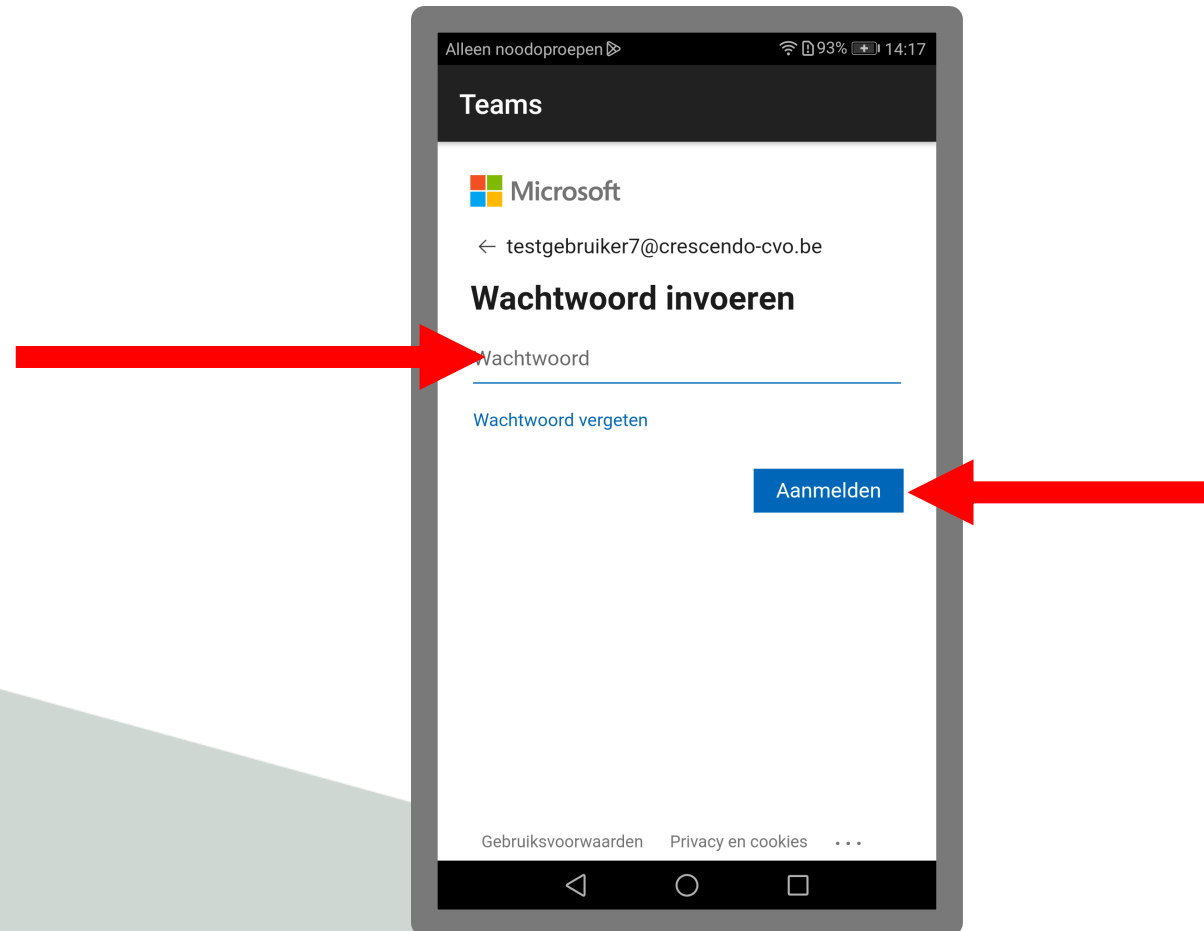 Alleen noodoproepen 93% 14:17
Teams
Microsoft
testgebruiker7@crescendo-cvo.be
Wachtwoord invoeren
Wachtwoord
Wachtwoord vergeten
Aanmelden
Gebruiksvoorwaarden Privacy en cookies ...